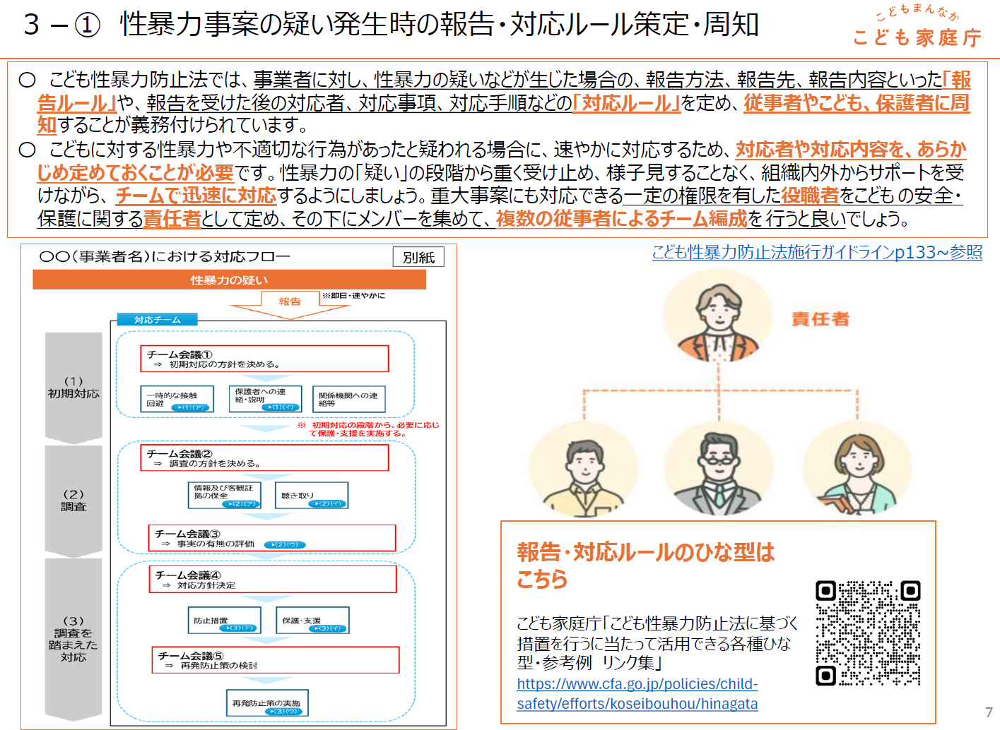 ３－① 性暴力事案の疑い発生時の報告・対応ルール策定・周知
こどもまんなか
こども家庭庁
〇 こども性暴力防止法では、事業者に対し、性暴力の疑いなどが生じた場合の、報告方法、報告先、報告内容といった「報
告ルール」や、報告を受けた後の対応者、対応事項、対応手順などの「対応ルール」を定め、従事者やこども、保護者に周
知することが義務付けられています。
〇 こどもに対する性暴力や不適切な行為があったと疑われる場合に、速やかに対応するため、対応者や対応内容を、あらか
じめ定めておくことが必要です。性暴力の「疑い」の段階から重く受け止め、様子見することなく、組織内外からサポートを受
けながら、チームで迅速に対応するようにしましょう。重大事案にも対応できる一定の権限を有した役職者をこどもの安全・
保護に関する責任者として定め、その下にメンバーを集めて、複数の従事者によるチーム編成を行うと良いでしょう。
〇〇（事業者名）における対応フロー
別紙
性暴力の疑い
報告
※即日・速やかに
対応チーム
（1）
初期対応
チーム会議①
⇒ 初期対応の方針を決める。
一時的な接触
回避
▸(1)(ア)
保護者への連
絡・説明
▸(1)(イ)
関係機関への連
絡等
※ 初期対応の段階から、必要に応じ
て保護・支援を実施する。
（2）
調査
チーム会議②
⇒ 調査の方針を決める。
情報及び客観証
拠の保全
▸(2)(ア)
聴き取り
▸(2)(イ)
チーム会議③
⇒ 事実の有無の評価
▸(2)(ウ)
（3）
調査を
踏まえた
対応
チーム会議④
⇒ 対応方針決定
防止措置
▸(3)(ア)
保護・支援
▸(3)(イ)
チーム会議⑤
⇒ 再発防止策の検討
再発防止策の実施
▸(3)(ウ)
こども性暴力防止法施行ガイドラインp133~参照
責任者
報告・対応ルールのひな型は
こちら
こども家庭庁「こども性暴力防止法に基づく
措置を行うに当たって活用できる各種ひな
型・参考例 リンク集」
https://www.cfa.go.jp/policies/child-
safety/efforts/koseibouhou/hinagata
7